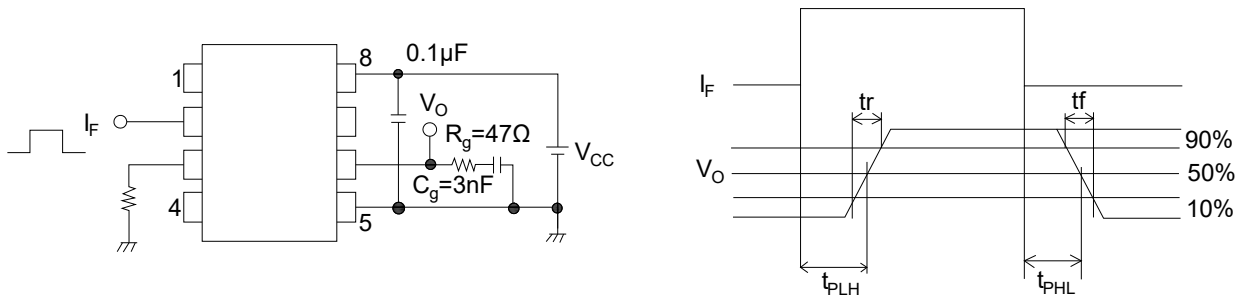 1
8
0.1µF
I_F
V_O
R_g=47Ω
C_g=3nF
V_CC
4
5
I_F
tr
tf
90%
V_O
50%
10%
t_PLH
t_PHL